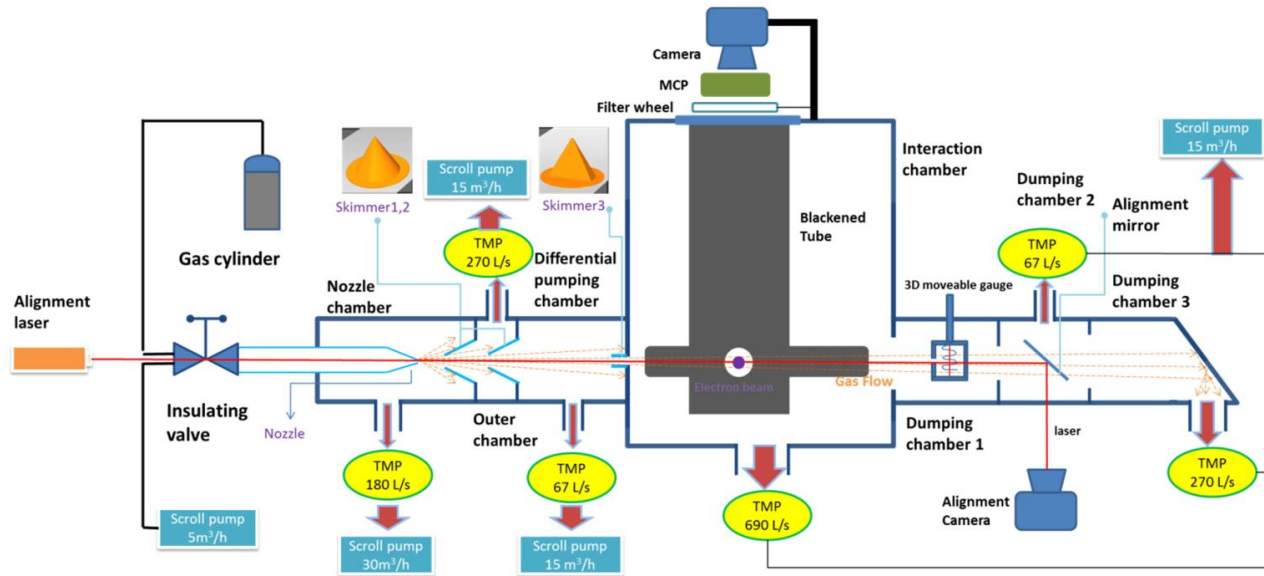 Camera
MCP
Filter wheel
Scroll pump
15 m³/h
Skimmer1,2
Skimmer3
Scroll pump
15 m³/h
Interaction
chamber
Dumping
chamber 2
Alignment
mirror
Blackened
Tube
Gas cylinder
TMP
270 L/s
Differential
pumping
chamber
TMP
67 L/s
Nozzle
chamber
3D moveable gauge
Dumping
chamber 3
Alignment
laser
Electron beam
Gas Flow
Insulating
valve
Nozzle
Outer
chamber
Dumping
chamber 1
laser
TMP
180 L/s
TMP
67 L/s
TMP
690 L/s
TMP
270 L/s
Alignment
Camera
Scroll pump
5m³/h
Scroll pump
30m³/h
Scroll pump
15 m³/h